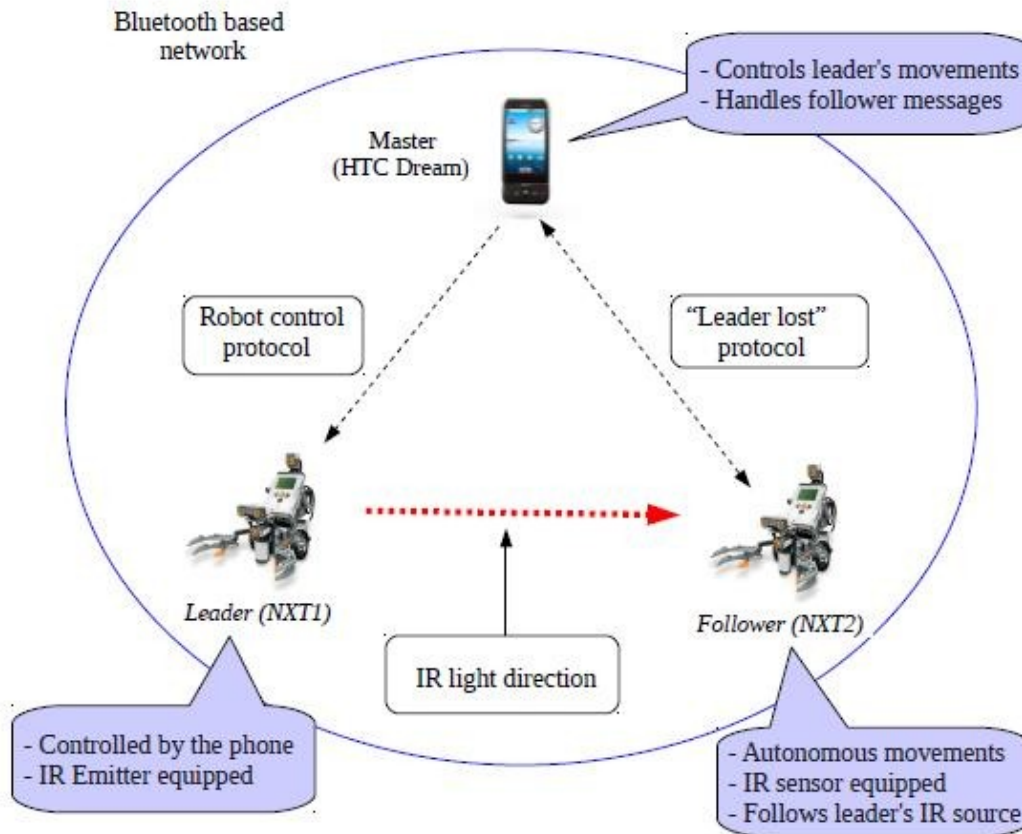 Bluetooth based
network
- Controls leader's movements
- Handles follower messages
Master
(HTC Dream)
Robot control
protocol
“Leader lost”
protocol
Leader (NXT1)
Follower (NXT2)
IR light direction
- Controlled by the phone
- IR Emitter equipped
- Autonomous movements
- IR sensor equipped
- Follows leader's IR source